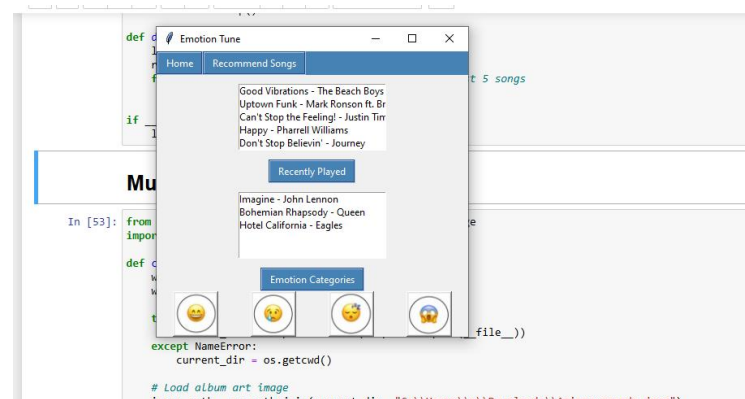 def
Emotion Tune
Home Recommend Songs
t 5 songs
Good Vibrations - The Beach Boys
Uptown Funk - Mark Ronson ft. Br
Can't Stop the Feeling! - Justin Tim
Happy - Pharrell Williams
Don't Stop Believin' - Journey
if
Recently Played
Mu
Imagine - John Lennon
Bohemian Rhapsody - Queen
Hotel California - Eagles
In [53]: from
impor
def c
Emotion Categories
file__))
except NameError:
current_dir = os.getcwd()
# Load album art image